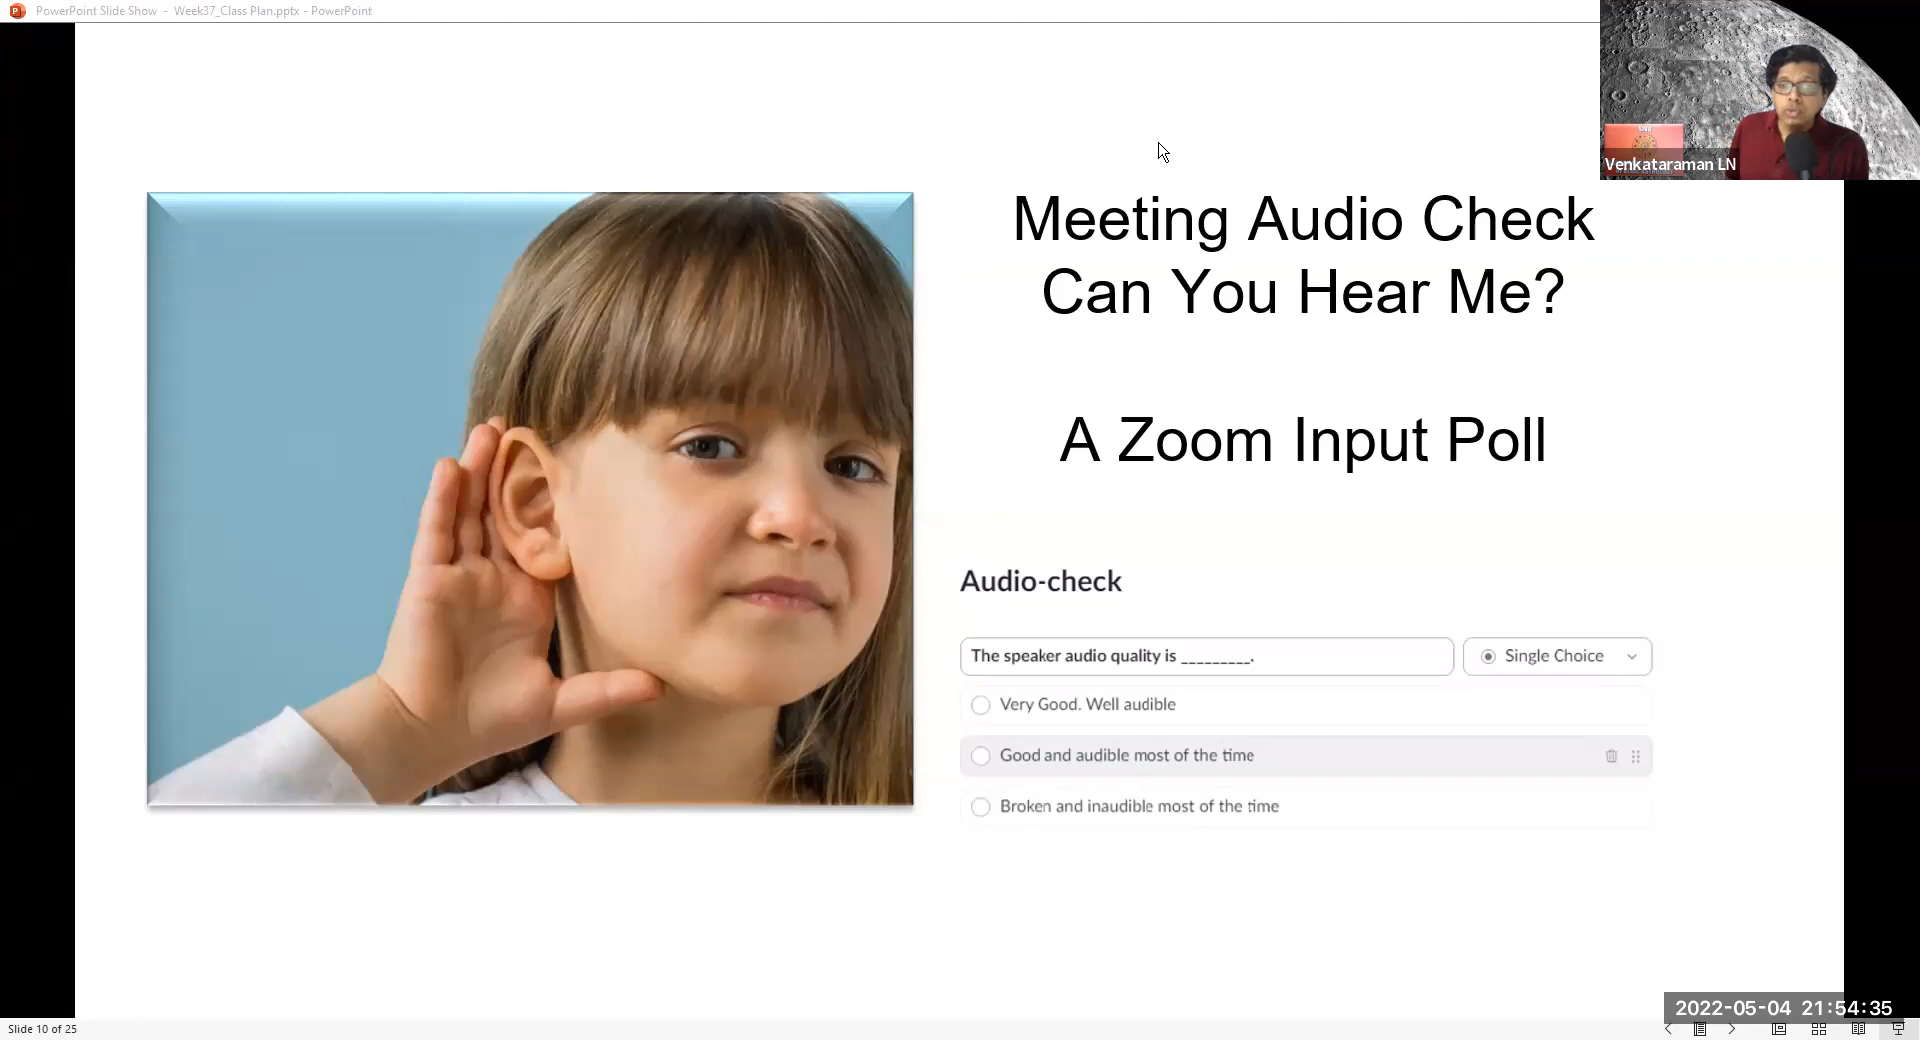 PowerPoint Slide Show - Week37_Class Plan.pptx - PowerPoint
Venkataraman LN
Meeting Audio Check
Can You Hear Me?
A Zoom Input Poll
Audio-check
The speaker audio quality is _________.
Single Choice
Very Good. Well audible
Good and audible most of the time
Broken and inaudible most of the time
2022-05-04 21:54:35
Slide 10 of 25